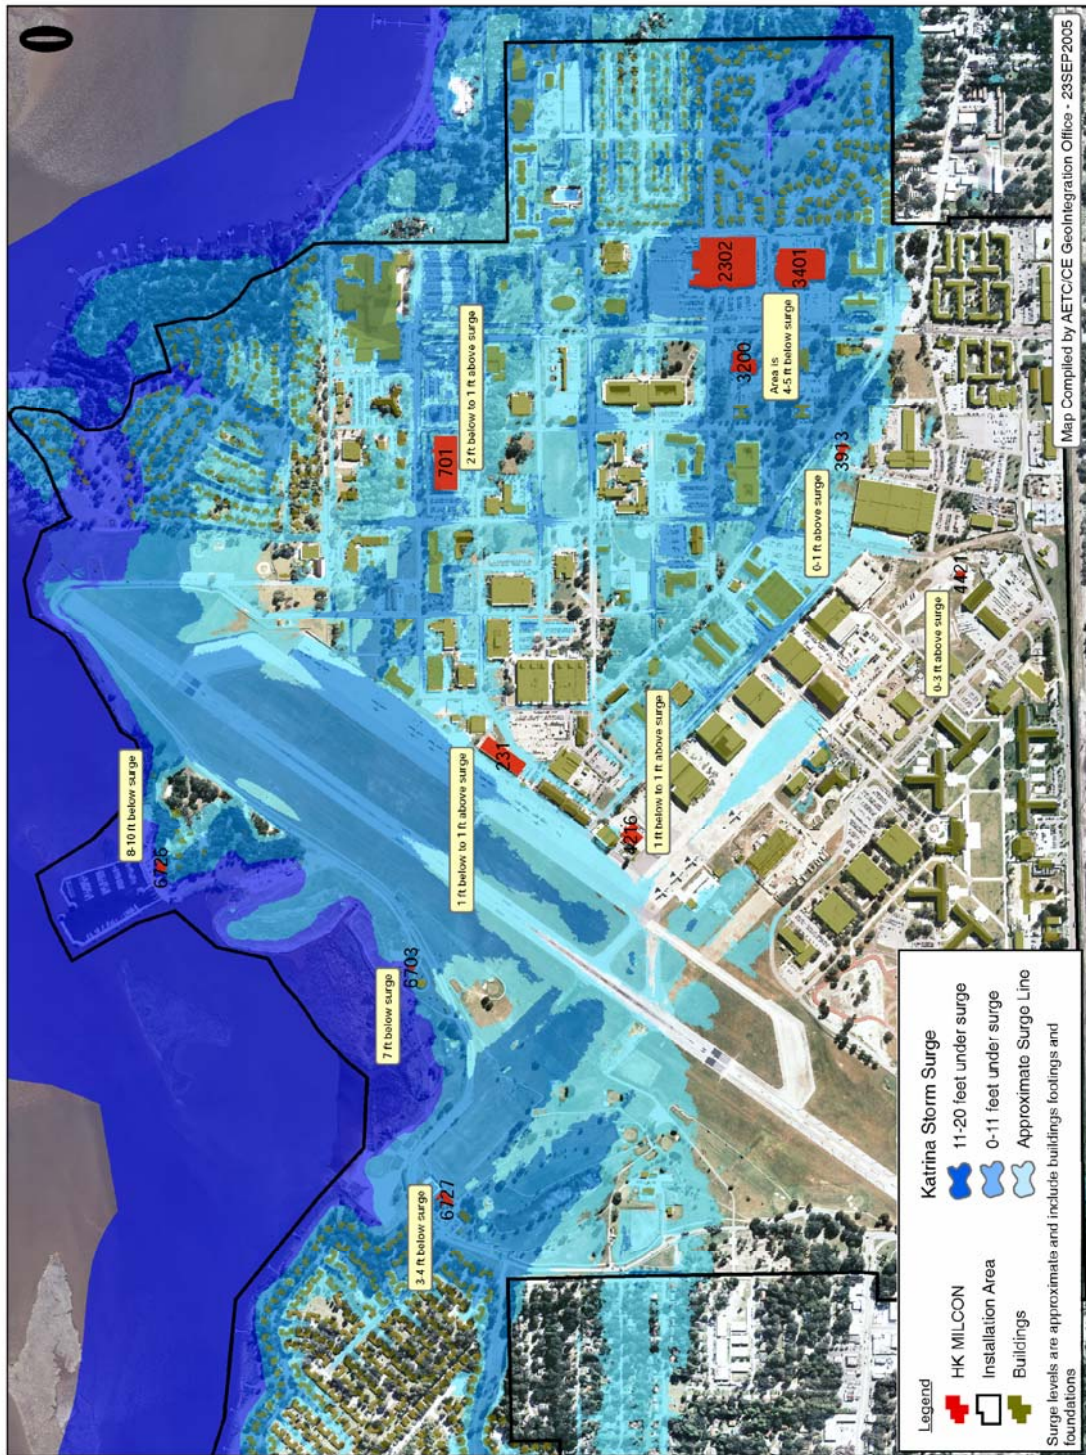 0
8-10 ft below surge
6726
7 ft below surge
6703
3-4 ft below surge
6727
1 ft below to 1 ft above surge
231
2 ft below to 1 ft above surge
701
1 ft below to 1 ft above surge
4216
2302
3401
3200
Area is
4-5 ft below surge
3913
0-1 ft above surge
4421
0-3 ft above surge
Legend
HK MILCON
Installation Area
Buildings
Katrina Storm Surge
11-20 feet under surge
0-11 feet under surge
Approximate Surge Line
Surge levels are approximate and include buildings footings and
foundations
Map Compiled by AETC/CE GeoIntegration Office - 23SEP2005